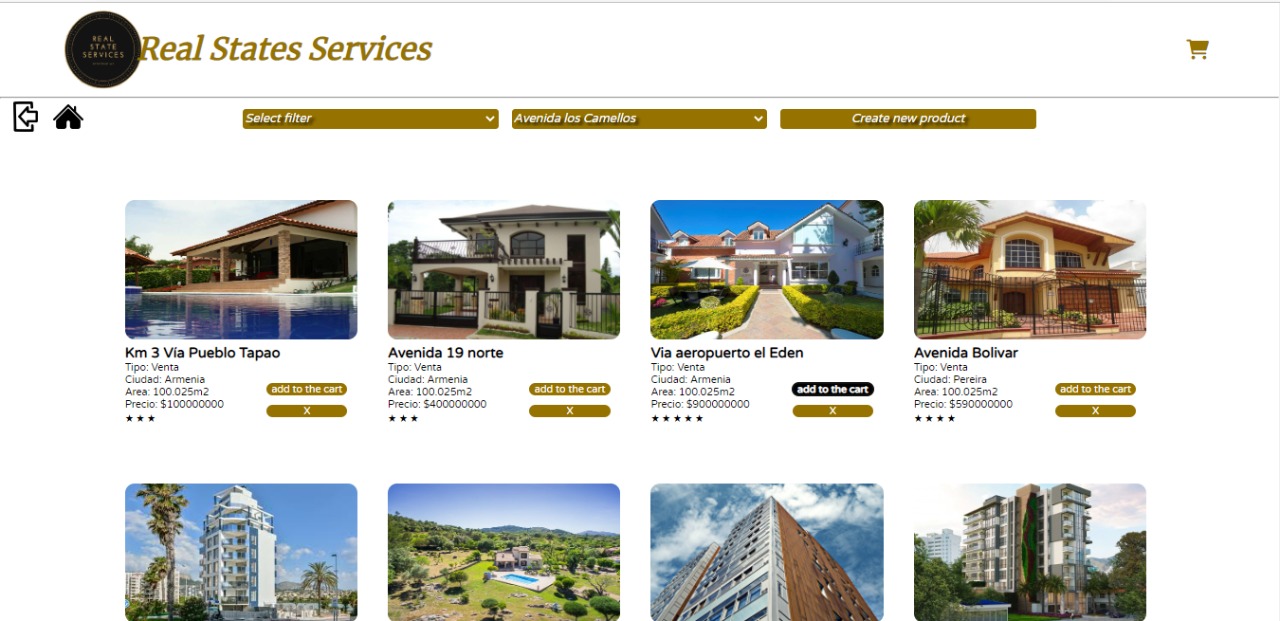 REAL
STATE
SERVICES
Real States Services
Select filter
Avenida los Camellos
Create new product
Km 3 Vía Pueblo Tapao
Tipo: Venta
Ciudad: Armenia
Area: 100.025m2
Precio: $100000000
★ ★ ★
add to the cart
X
Avenida 19 norte
Tipo: Venta
Ciudad: Armenia
Area: 100.025m2
Precio: $400000000
★ ★ ★
add to the cart
X
Via aeropuerto el Eden
Tipo: Venta
Ciudad: Armenia
Area: 100.025m2
Precio: $900000000
★ ★ ★ ★ ★
add to the cart
X
Avenida Bolivar
Tipo: Venta
Ciudad: Pereira
Area: 100.025m2
Precio: $590000000
★ ★ ★ ★
add to the cart
X